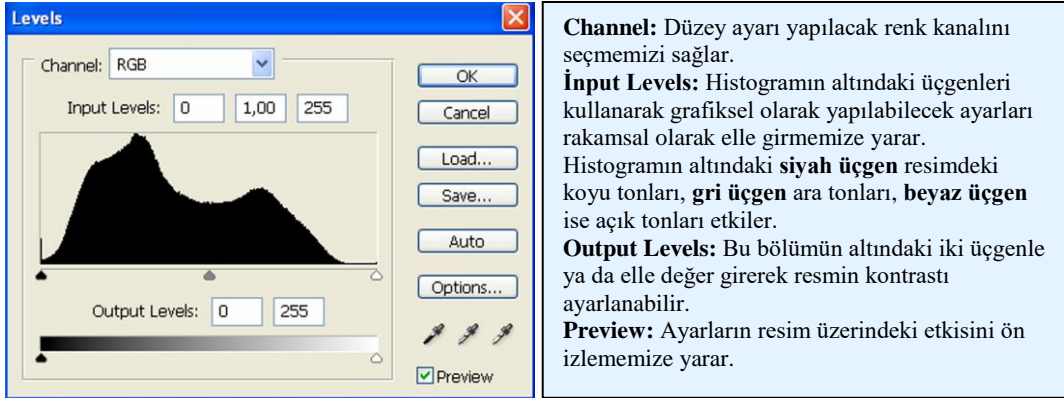 Levels
Channel: RGB
Input Levels: 0 1,00 255
Output Levels: 0 255
OK
Cancel
Load...
Save...
Auto
Options...
Preview
Channel: Düzey ayarı yapılacak renk kanalını
seçmemizi sağlar.
İnput Levels: Histogramın altındaki üçgenleri
kullanarak grafiksel olarak yapılabilecek ayarları
rakamsal olarak elle girmemize yarar.
Histogramın altındaki siyah üçgen resimdeki
koyu tonları, gri üçgen ara tonları, beyaz üçgen
ise açık tonları etkiler.
Output Levels: Bu bölümün altındaki iki üçgenle
ya da elle değer girerek resmin kontrastı
ayarlanabilir.
Preview: Ayarların resim üzerindeki etkisini ön
izlememize yarar.